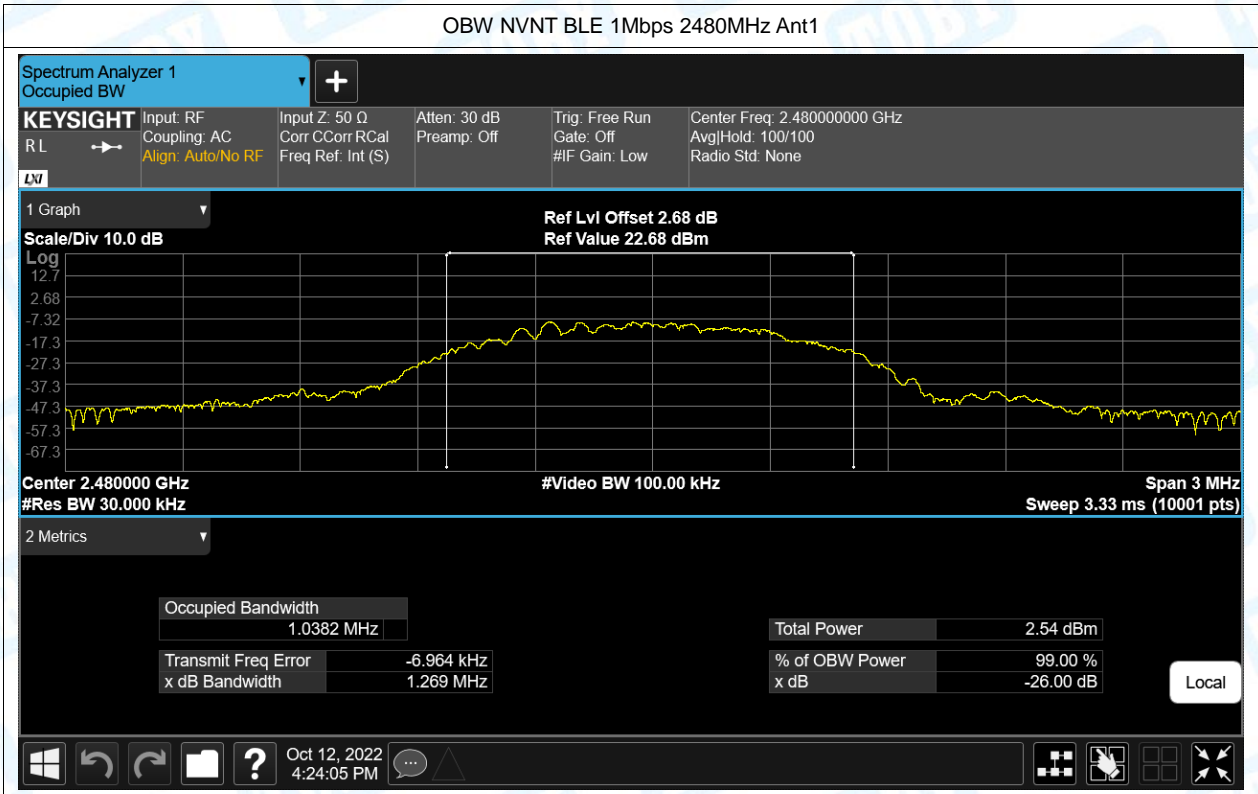 OBW NVNT BLE 1Mbps 2480MHz Ant1
Spectrum Analyzer 1
Occupied BW
KEYSIGHT
RL
LXI
Input: RF
Coupling: AC
Align: Auto/No RF
Input Z: 50 Ω
Corr CCorr RCal
Freq Ref: Int (S)
Atten: 30 dB
Preamp: Off
Trig: Free Run
Gate: Off
#IF Gain: Low
Center Freq: 2.480000000 GHz
Avg|Hold: 100/100
Radio Std: None
1 Graph
Scale/Div 10.0 dB
Ref Lvl Offset 2.68 dB
Ref Value 22.68 dBm
Log
12.7
2.68
-7.32
-17.3
-27.3
-37.3
-47.3
-57.3
-67.3
Center 2.480000 GHz
#Res BW 30.000 kHz
#Video BW 100.00 kHz
Span 3 MHz
Sweep 3.33 ms (10001 pts)
2 Metrics
Occupied Bandwidth
1.0382 MHz
Transmit Freq Error -6.964 kHz
x dB Bandwidth 1.269 MHz
Total Power 2.54 dBm
% of OBW Power 99.00 %
x dB -26.00 dB
Local
Oct 12, 2022
4:24:05 PM